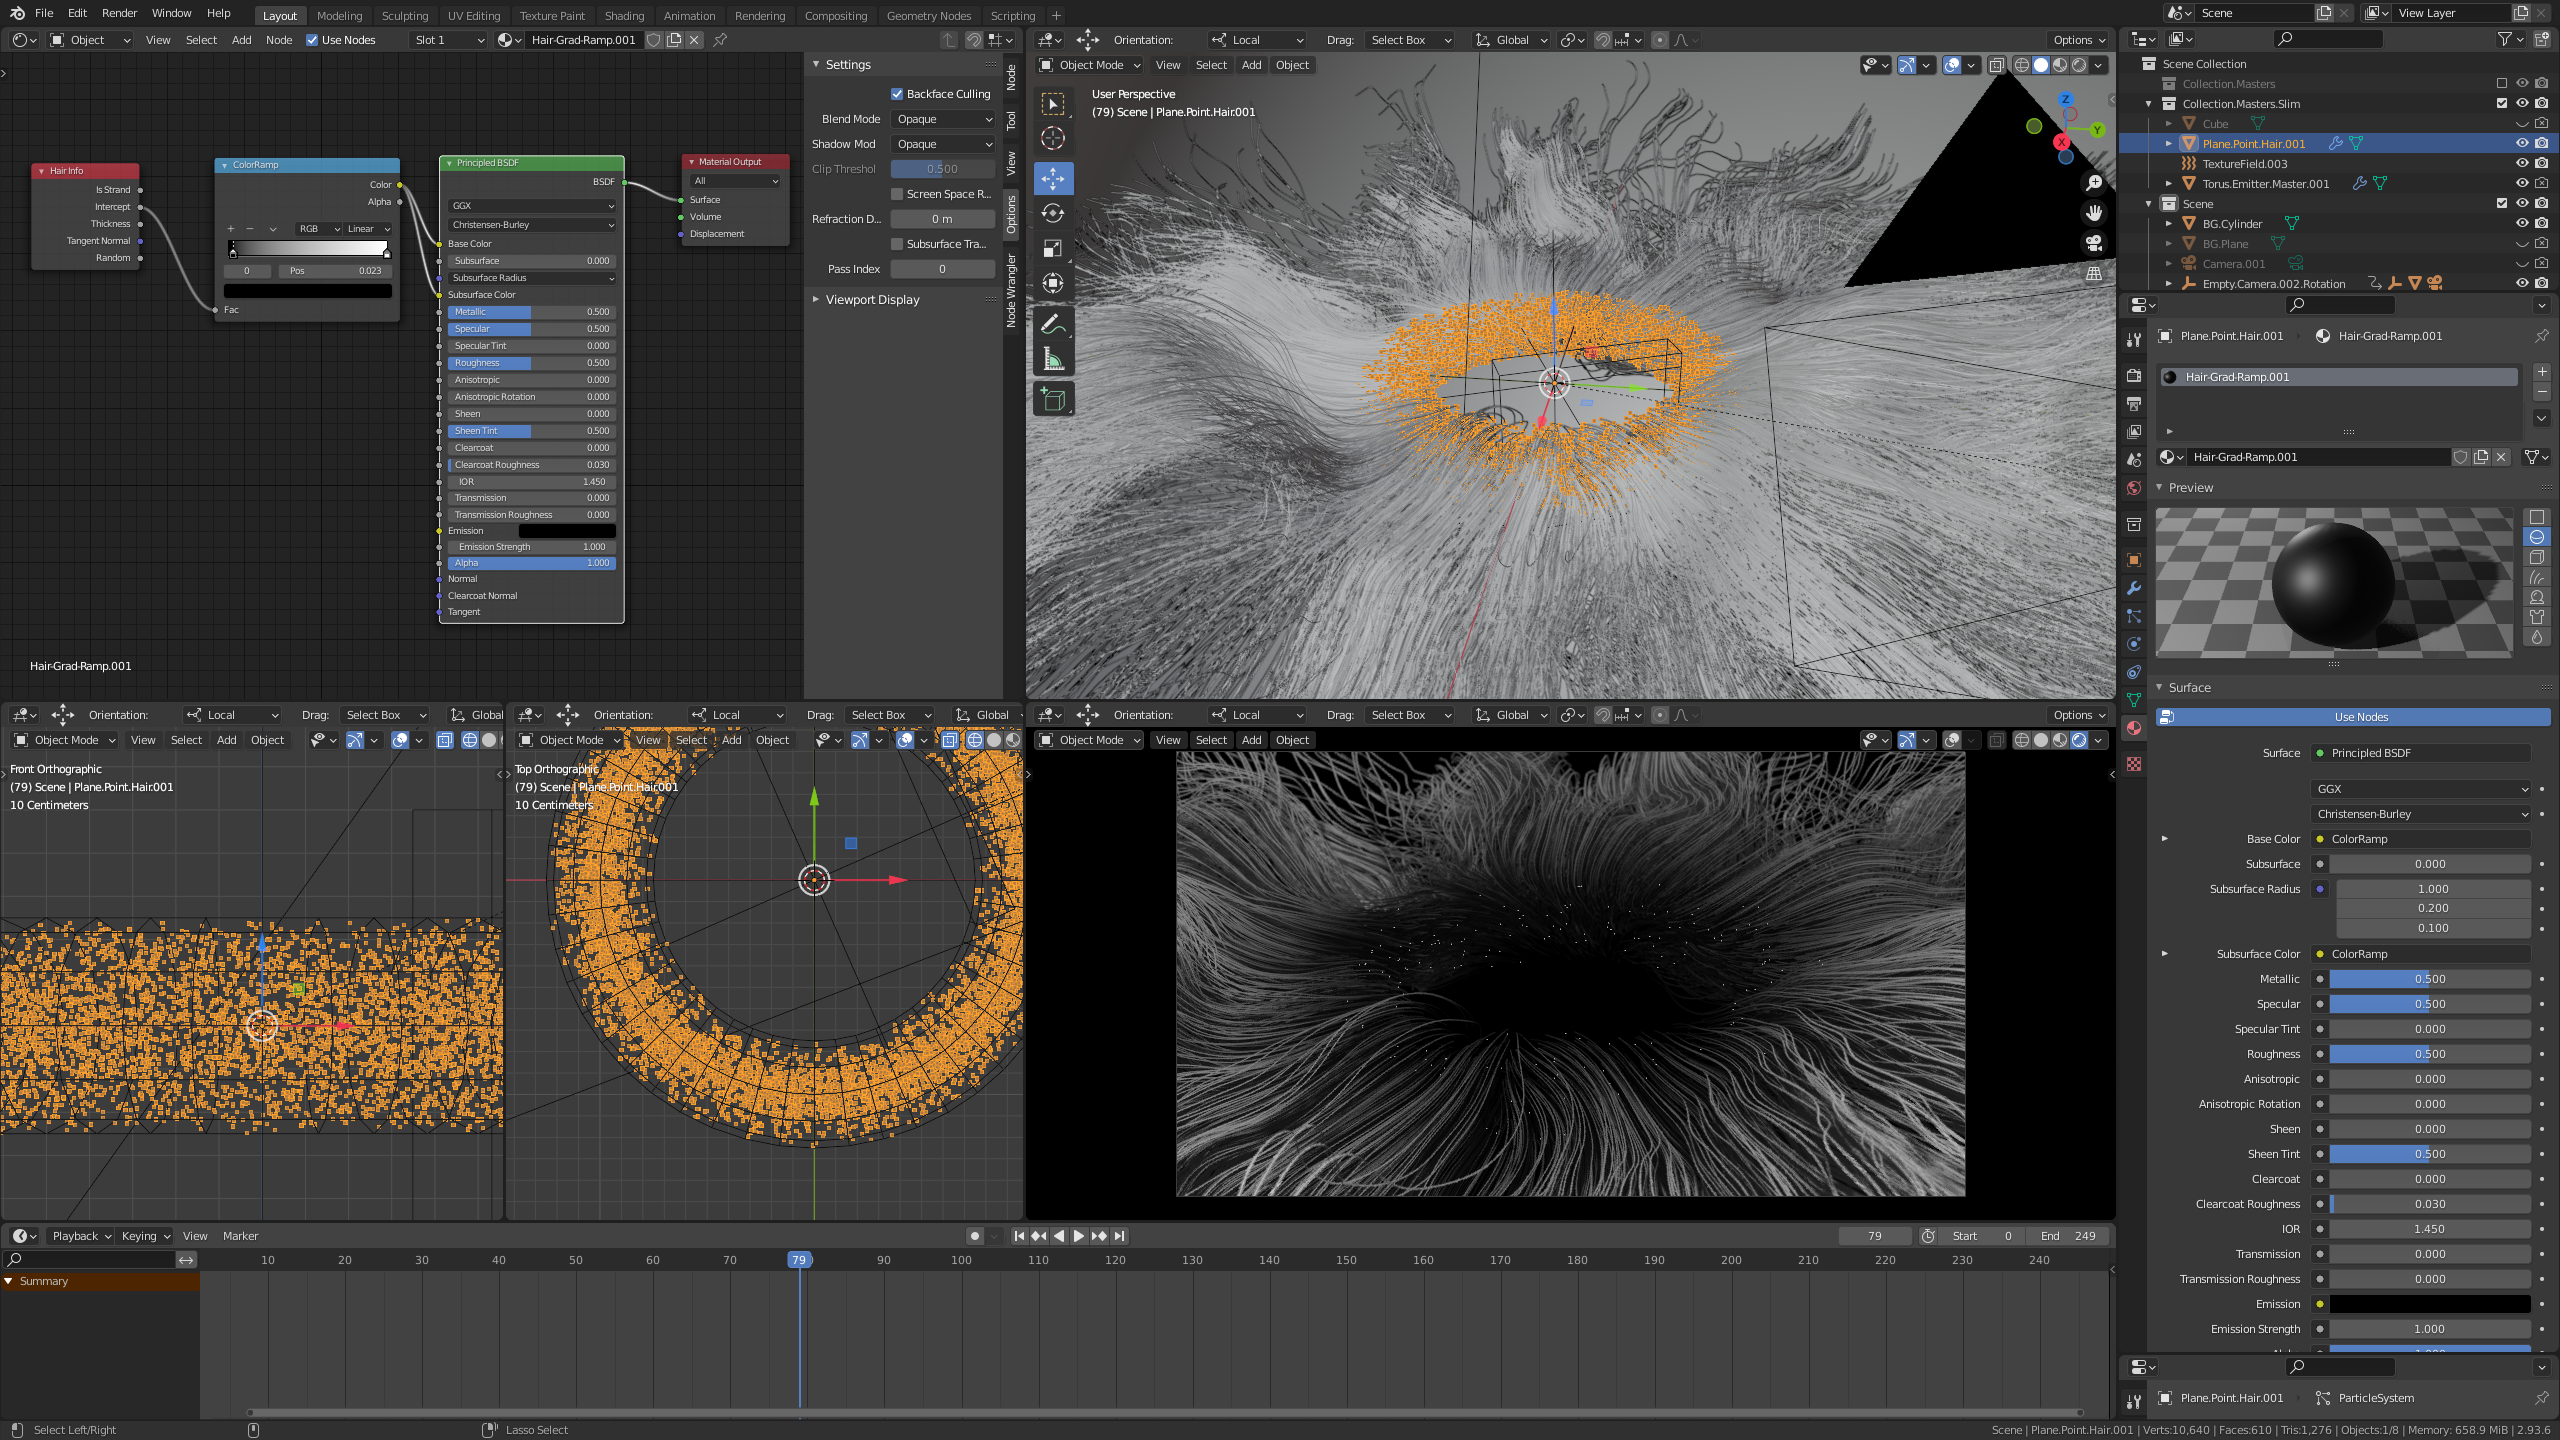 File Edit Render Window Help
Layout Modeling Sculpting UV Editing Texture Paint Shading Animation Rendering Compositing Geometry Nodes Scripting +
Scene
View Layer
Object View Select Add Node Use Nodes Slot 1 Hair-Grad-Ramp.001
Hair Info
Is Strand
Intercept
Thickness
Tangent Normal
Random
ColorRamp
Color
Alpha
+ − RGB Linear
0 Pos 0.023
Fac
Principled BSDF
BSDF
GGX
Christensen-Burley
Base Color
Subsurface 0.000
Subsurface Radius
Subsurface Color
Metallic 0.500
Specular 0.500
Specular Tint 0.000
Roughness 0.500
Anisotropic 0.000
Anisotropic Rotation 0.000
Sheen 0.000
Sheen Tint 0.500
Clearcoat 0.000
Clearcoat Roughness 0.030
IOR 1.450
Transmission 0.000
Transmission Roughness 0.000
Emission
Emission Strength 1.000
Alpha 1.000
Normal
Clearcoat Normal
Tangent
Material Output
All
Surface
Volume
Displacement
Hair-Grad-Ramp.001
Settings
Backface Culling
Blend Mode Opaque
Shadow Mod Opaque
Clip Threshol 0.500
Screen Space R...
Refraction D... 0 m
Subsurface Tra...
Pass Index 0
Viewport Display
Node
Tool
View
Options
Node Wrangler
Orientation: Local Drag: Select Box Global Options
Object Mode View Select Add Object
User Perspective
(79) Scene | Plane.Point.Hair.001
Z
Y
X
Orientation: Local Drag: Select Box Global
Object Mode View Select Add Object
Front Orthographic
(79) Scene | Plane.Point.Hair.001
10 Centimeters
Orientation: Local Drag: Select Box Global
Object Mode View Select Add Object
Top Orthographic
(79) Scene | Plane.Point.Hair.001
10 Centimeters
Orientation: Local Drag: Select Box Global Options
Object Mode View Select Add Object
Playback Keying View Marker
79 Start 0 End 249
10 20 30 40 50 60 70 79 90 100 110 120 130 140 150 160 170 180 190 200 210 220 230 240
Summary
Scene Collection
Collection.Masters
Collection.Masters.Slim
Cube
Plane.Point.Hair.001
TextureField.003
Torus.Emitter.Master.001
Scene
BG.Cylinder
BG.Plane
Camera.001
Empty.Camera.002.Rotation
Plane.Point.Hair.001 Hair-Grad-Ramp.001
Hair-Grad-Ramp.001
Hair-Grad-Ramp.001
Preview
Surface
Use Nodes
Surface Principled BSDF
GGX
Christensen-Burley
Base Color ColorRamp
Subsurface 0.000
Subsurface Radius 1.000
0.200
0.100
Subsurface Color ColorRamp
Metallic 0.500
Specular 0.500
Specular Tint 0.000
Roughness 0.500
Anisotropic 0.000
Anisotropic Rotation 0.000
Sheen 0.000
Sheen Tint 0.500
Clearcoat 0.000
Clearcoat Roughness 0.030
IOR 1.450
Transmission 0.000
Transmission Roughness 0.000
Emission
Emission Strength 1.000
Plane.Point.Hair.001 ParticleSystem
Select Left/Right Lasso Select
Scene | Plane.Point.Hair.001 | Verts:10,640 | Faces:610 | Tris:1,276 | Objects:1/8 | Memory: 658.9 MiB | 2.93.6